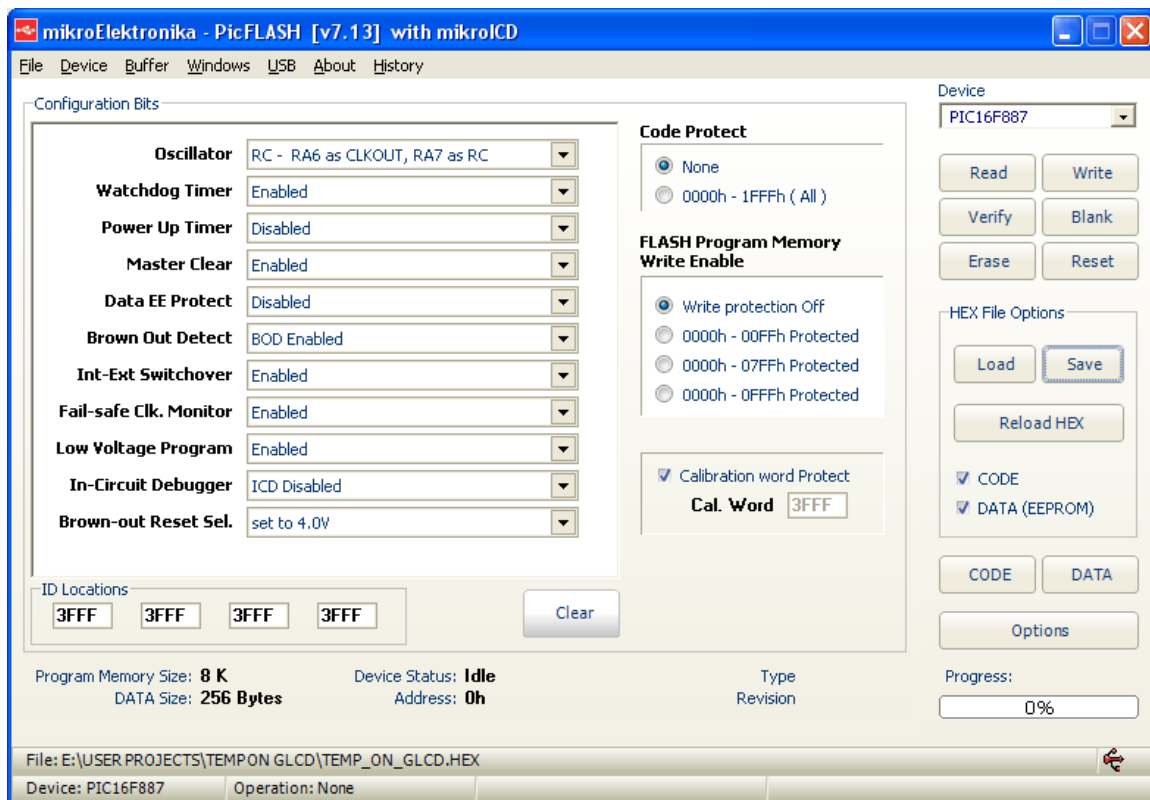 mikroElektronika - PicFLASH [v7.13] with mikroICD
File Device Buffer Windows USB About History
Configuration Bits
Oscillator RC - RA6 as CLKOUT, RA7 as RC
Watchdog Timer Enabled
Power Up Timer Disabled
Master Clear Enabled
Data EE Protect Disabled
Brown Out Detect BOD Enabled
Int-Ext Switchover Enabled
Fail-safe Clk. Monitor Enabled
Low Voltage Program Enabled
In-Circuit Debugger ICD Disabled
Brown-out Reset Sel. set to 4.0V
Code Protect
None
0000h - 1FFFh ( All )
FLASH Program Memory
Write Enable
Write protection Off
0000h - 00FFh Protected
0000h - 07FFh Protected
0000h - 0FFFh Protected
Calibration word Protect
Cal. Word 3FFF
ID Locations
3FFF 3FFF 3FFF 3FFF
Clear
Device
PIC16F887
Read Write
Verify Blank
Erase Reset
HEX File Options
Load Save
Reload HEX
CODE
DATA (EEPROM)
CODE DATA
Options
Progress:
0%
Program Memory Size: 8 K Device Status: Idle Type
DATA Size: 256 Bytes Address: 0h Revision
File: E:\USER PROJECTS\TEMPON GLCD\TEMP_ON_GLCD.HEX
Device: PIC16F887 Operation: None